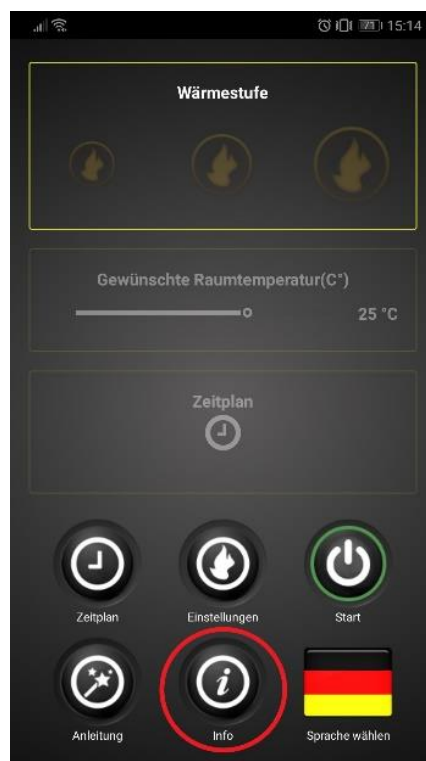 15:14
Wärmestufe
Gewünschte Raumtemperatur(C°)
25 °C
Zeitplan
Zeitplan
Einstellungen
Start
Anleitung
Info
Sprache wählen